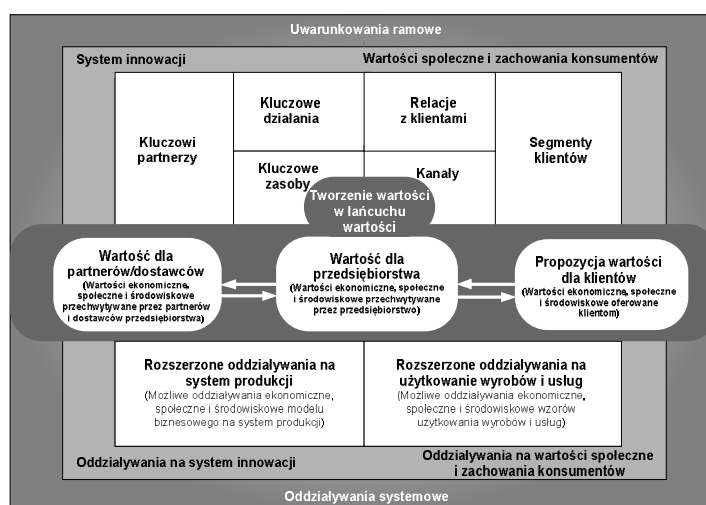 Uwarunkowania ramowe
System innowacji
Wartości społeczne i zachowania konsumentów
Kluczowi
partnerzy
Kluczowe
działania
Relacje
z klientami
Segmenty
klientów
Kluczowe
zasoby
Kanały
Tworzenie wartości
w łańcuchu
wartości
Wartość dla
partnerów/dostawców
(Wartości ekonomiczne,
społeczne i środowiskowe
przechwytywane przez partnerów
i dostawców przedsiębiorstwa)
Wartość dla
przedsiębiorstwa
(Wartości ekonomiczne, społeczne
i środowiskowe przechwytywane
przez przedsiębiorstwo)
Propozycja wartości
dla klientów
(Wartości ekonomiczne, społeczne
i środowiskowe oferowane
klientom)
Rozszerzone oddziaływania na
system produkcji
(Możliwe oddziaływania ekonomiczne,
społeczne i środowiskowe modelu
biznesowego na system produkcji)
Rozszerzone oddziaływania na
użytkowanie wyrobów i usług
(Możliwe oddziaływania ekonomiczne,
społeczne i środowiskowe wzorów
użytkowania wyrobów i usług)
Oddziaływania na system innowacji
Oddziaływania na wartości społeczne
i zachowania konsumentów
Oddziaływania systemowe